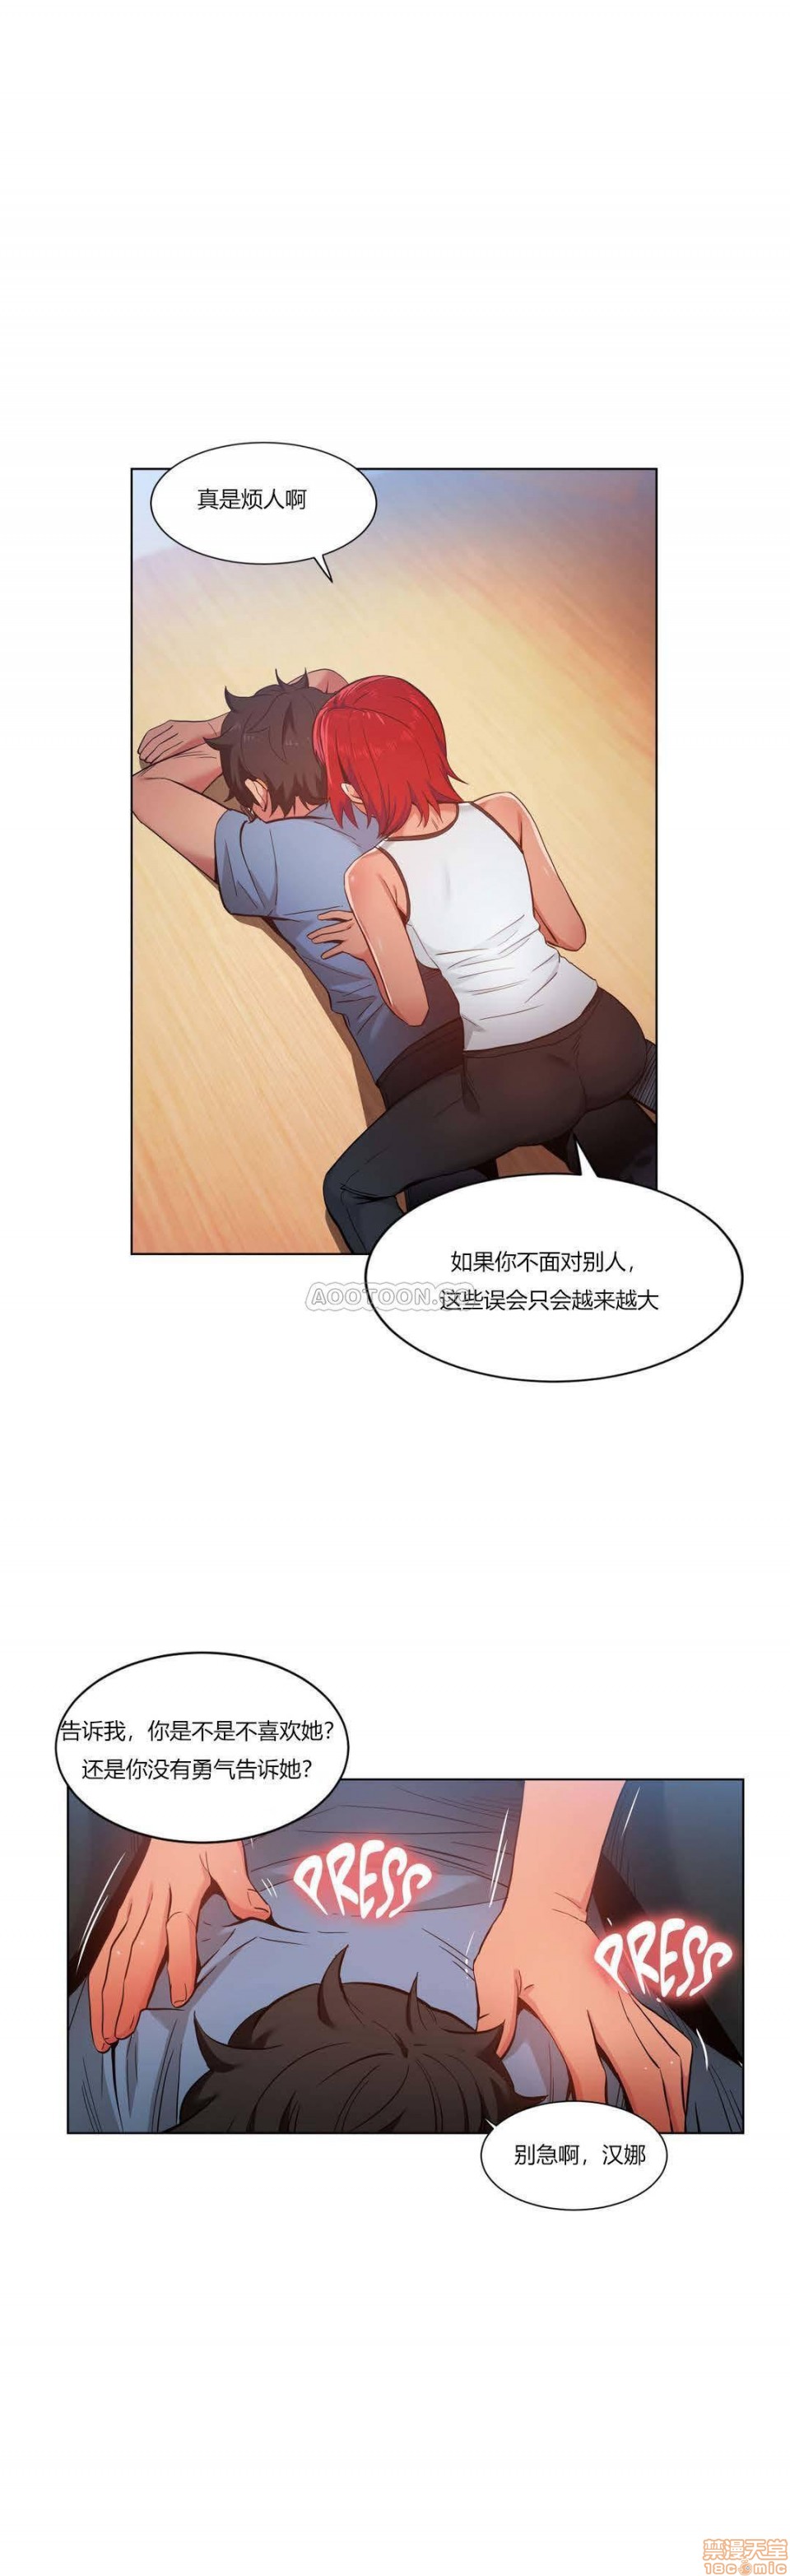 真是烦人啊
如果你不面对别人，
这些误会只会越来越大
AOOTOON.CO
告诉我，你是不是不喜欢她？
还是你没有勇气告诉她？
PRESS
PRESS
别急啊，汉娜
禁漫天堂
18comic